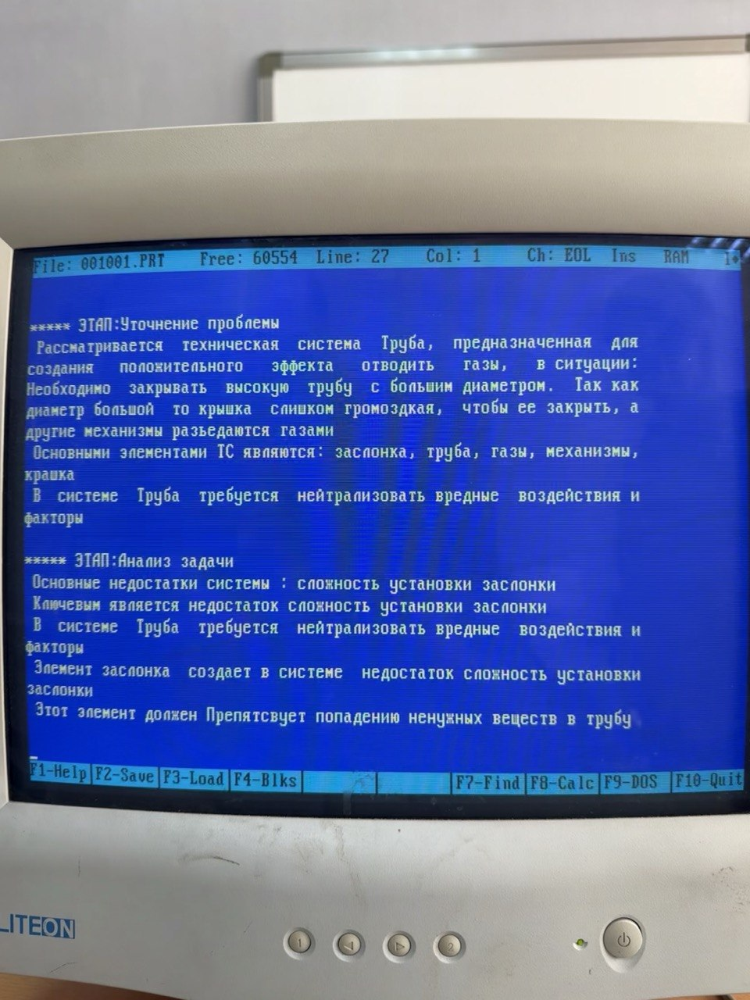 File: 001001.PRT Free: 60554 Line: 27 Col: 1 Ch: EOL Ins RAM
***** ЭТАП:Уточнение проблемы
Рассматривается техническая система Труба, предназначенная для
создания положительного эффекта отводить газы, в ситуации:
Необходимо закрывать высокую трубу с большим диаметром. Так как
диаметр большой то крышка слишком громоздкая, чтобы ее закрыть, а
другие механизмы разьедаются газами
Основными элементами ТС являются: заслонка, труба, газы, механизмы,
крашка
В системе Труба требуется нейтрализовать вредные воздействия и
факторы
***** ЭТАП:Анализ задачи
Основные недостатки системы : сложность установки заслонки
Ключевым является недостаток сложность установки заслонки
В системе Труба требуется нейтрализовать вредные воздействия и
факторы
Элемент заслонка создает в системе недостаток сложность установки
заслонки
Этот элемент должен Препятсвует попадению ненужных веществ в трубу
F1-Help F2-Save F3-Load F4-Blks F7-Find F8-Calc F9-DOS F10-Quit
LITEON
1 2